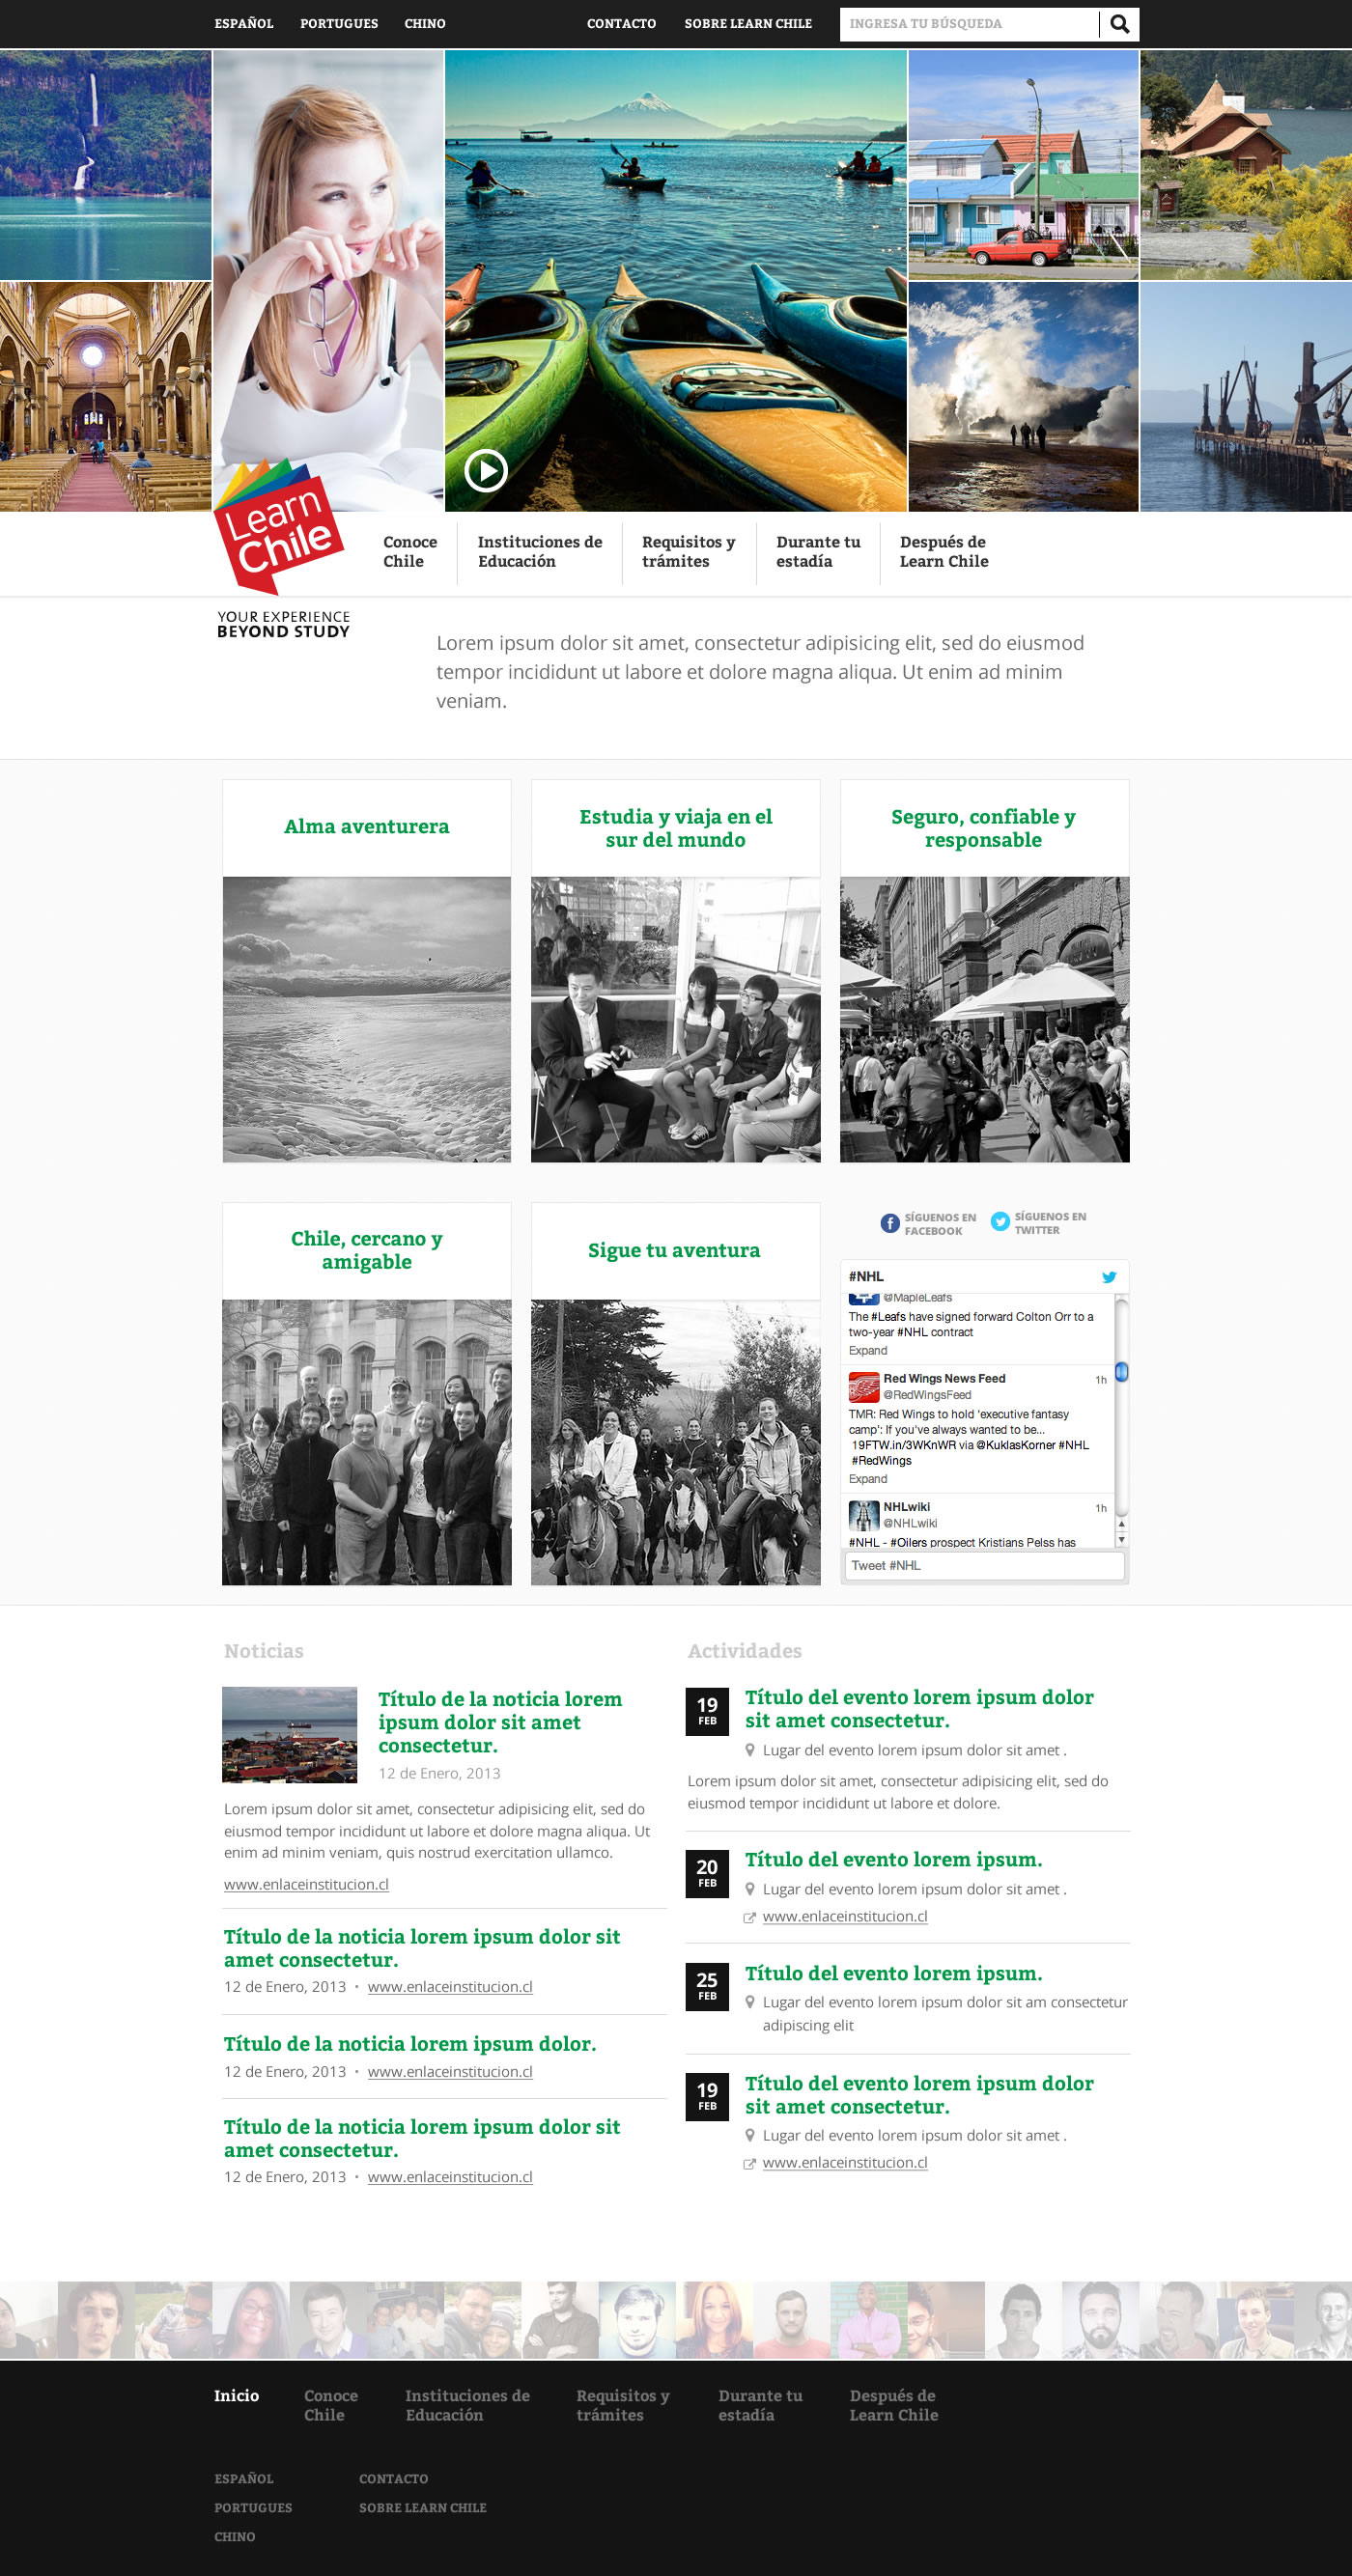 ESPAÑOL PORTUGUES CHINO CONTACTO SOBRE LEARN CHILE INGRESA TU BÚSQUEDA
Learn
Chile
YOUR EXPERIENCE
BEYOND STUDY
Conoce
Chile
Instituciones de
Educación
Requisitos y
trámites
Durante tu
estadía
Después de
Learn Chile
Lorem ipsum dolor sit amet, consectetur adipisicing elit, sed do eiusmod
tempor incididunt ut labore et dolore magna aliqua. Ut enim ad minim
veniam.
Alma aventurera
Estudia y viaja en el
sur del mundo
Seguro, confiable y
responsable
Chile, cercano y
amigable
Sigue tu aventura
SÍGUENOS EN
FACEBOOK
SÍGUENOS EN
TWITTER
#NHL
@MapleLeafs
The #Leafs have signed forward Colton Orr to a
two-year #NHL contract
Expand
Red Wings News Feed 1h
@RedWingsFeed
TMR: Red Wings to hold 'executive fantasy
camp': If you've always wanted to be...
19FTW.in/3WKnWR via @KuklasKorner #NHL
#RedWings
Expand
NHLwiki 1h
@NHLwiki
#NHL - #Oilers prospect Kristians Pelss has
Tweet #NHL
Noticias
Título de la noticia lorem
ipsum dolor sit amet
consectetur.
12 de Enero, 2013
Lorem ipsum dolor sit amet, consectetur adipisicing elit, sed do
eiusmod tempor incididunt ut labore et dolore magna aliqua. Ut
enim ad minim veniam, quis nostrud exercitation ullamco.
www.enlaceinstitucion.cl
Título de la noticia lorem ipsum dolor sit
amet consectetur.
12 de Enero, 2013 • www.enlaceinstitucion.cl
Título de la noticia lorem ipsum dolor.
12 de Enero, 2013 • www.enlaceinstitucion.cl
Título de la noticia lorem ipsum dolor sit
amet consectetur.
12 de Enero, 2013 • www.enlaceinstitucion.cl
Actividades
19
FEB
Título del evento lorem ipsum dolor
sit amet consectetur.
Lugar del evento lorem ipsum dolor sit amet .
Lorem ipsum dolor sit amet, consectetur adipisicing elit, sed do
eiusmod tempor incididunt ut labore et dolore.
20
FEB
Título del evento lorem ipsum.
Lugar del evento lorem ipsum dolor sit amet .
www.enlaceinstitucion.cl
25
FEB
Título del evento lorem ipsum.
Lugar del evento lorem ipsum dolor sit am consectetur
adipiscing elit
19
FEB
Título del evento lorem ipsum dolor
sit amet consectetur.
Lugar del evento lorem ipsum dolor sit amet .
www.enlaceinstitucion.cl
Inicio
Conoce
Chile
Instituciones de
Educación
Requisitos y
trámites
Durante tu
estadía
Después de
Learn Chile
ESPAÑOL
PORTUGUES
CHINO
CONTACTO
SOBRE LEARN CHILE